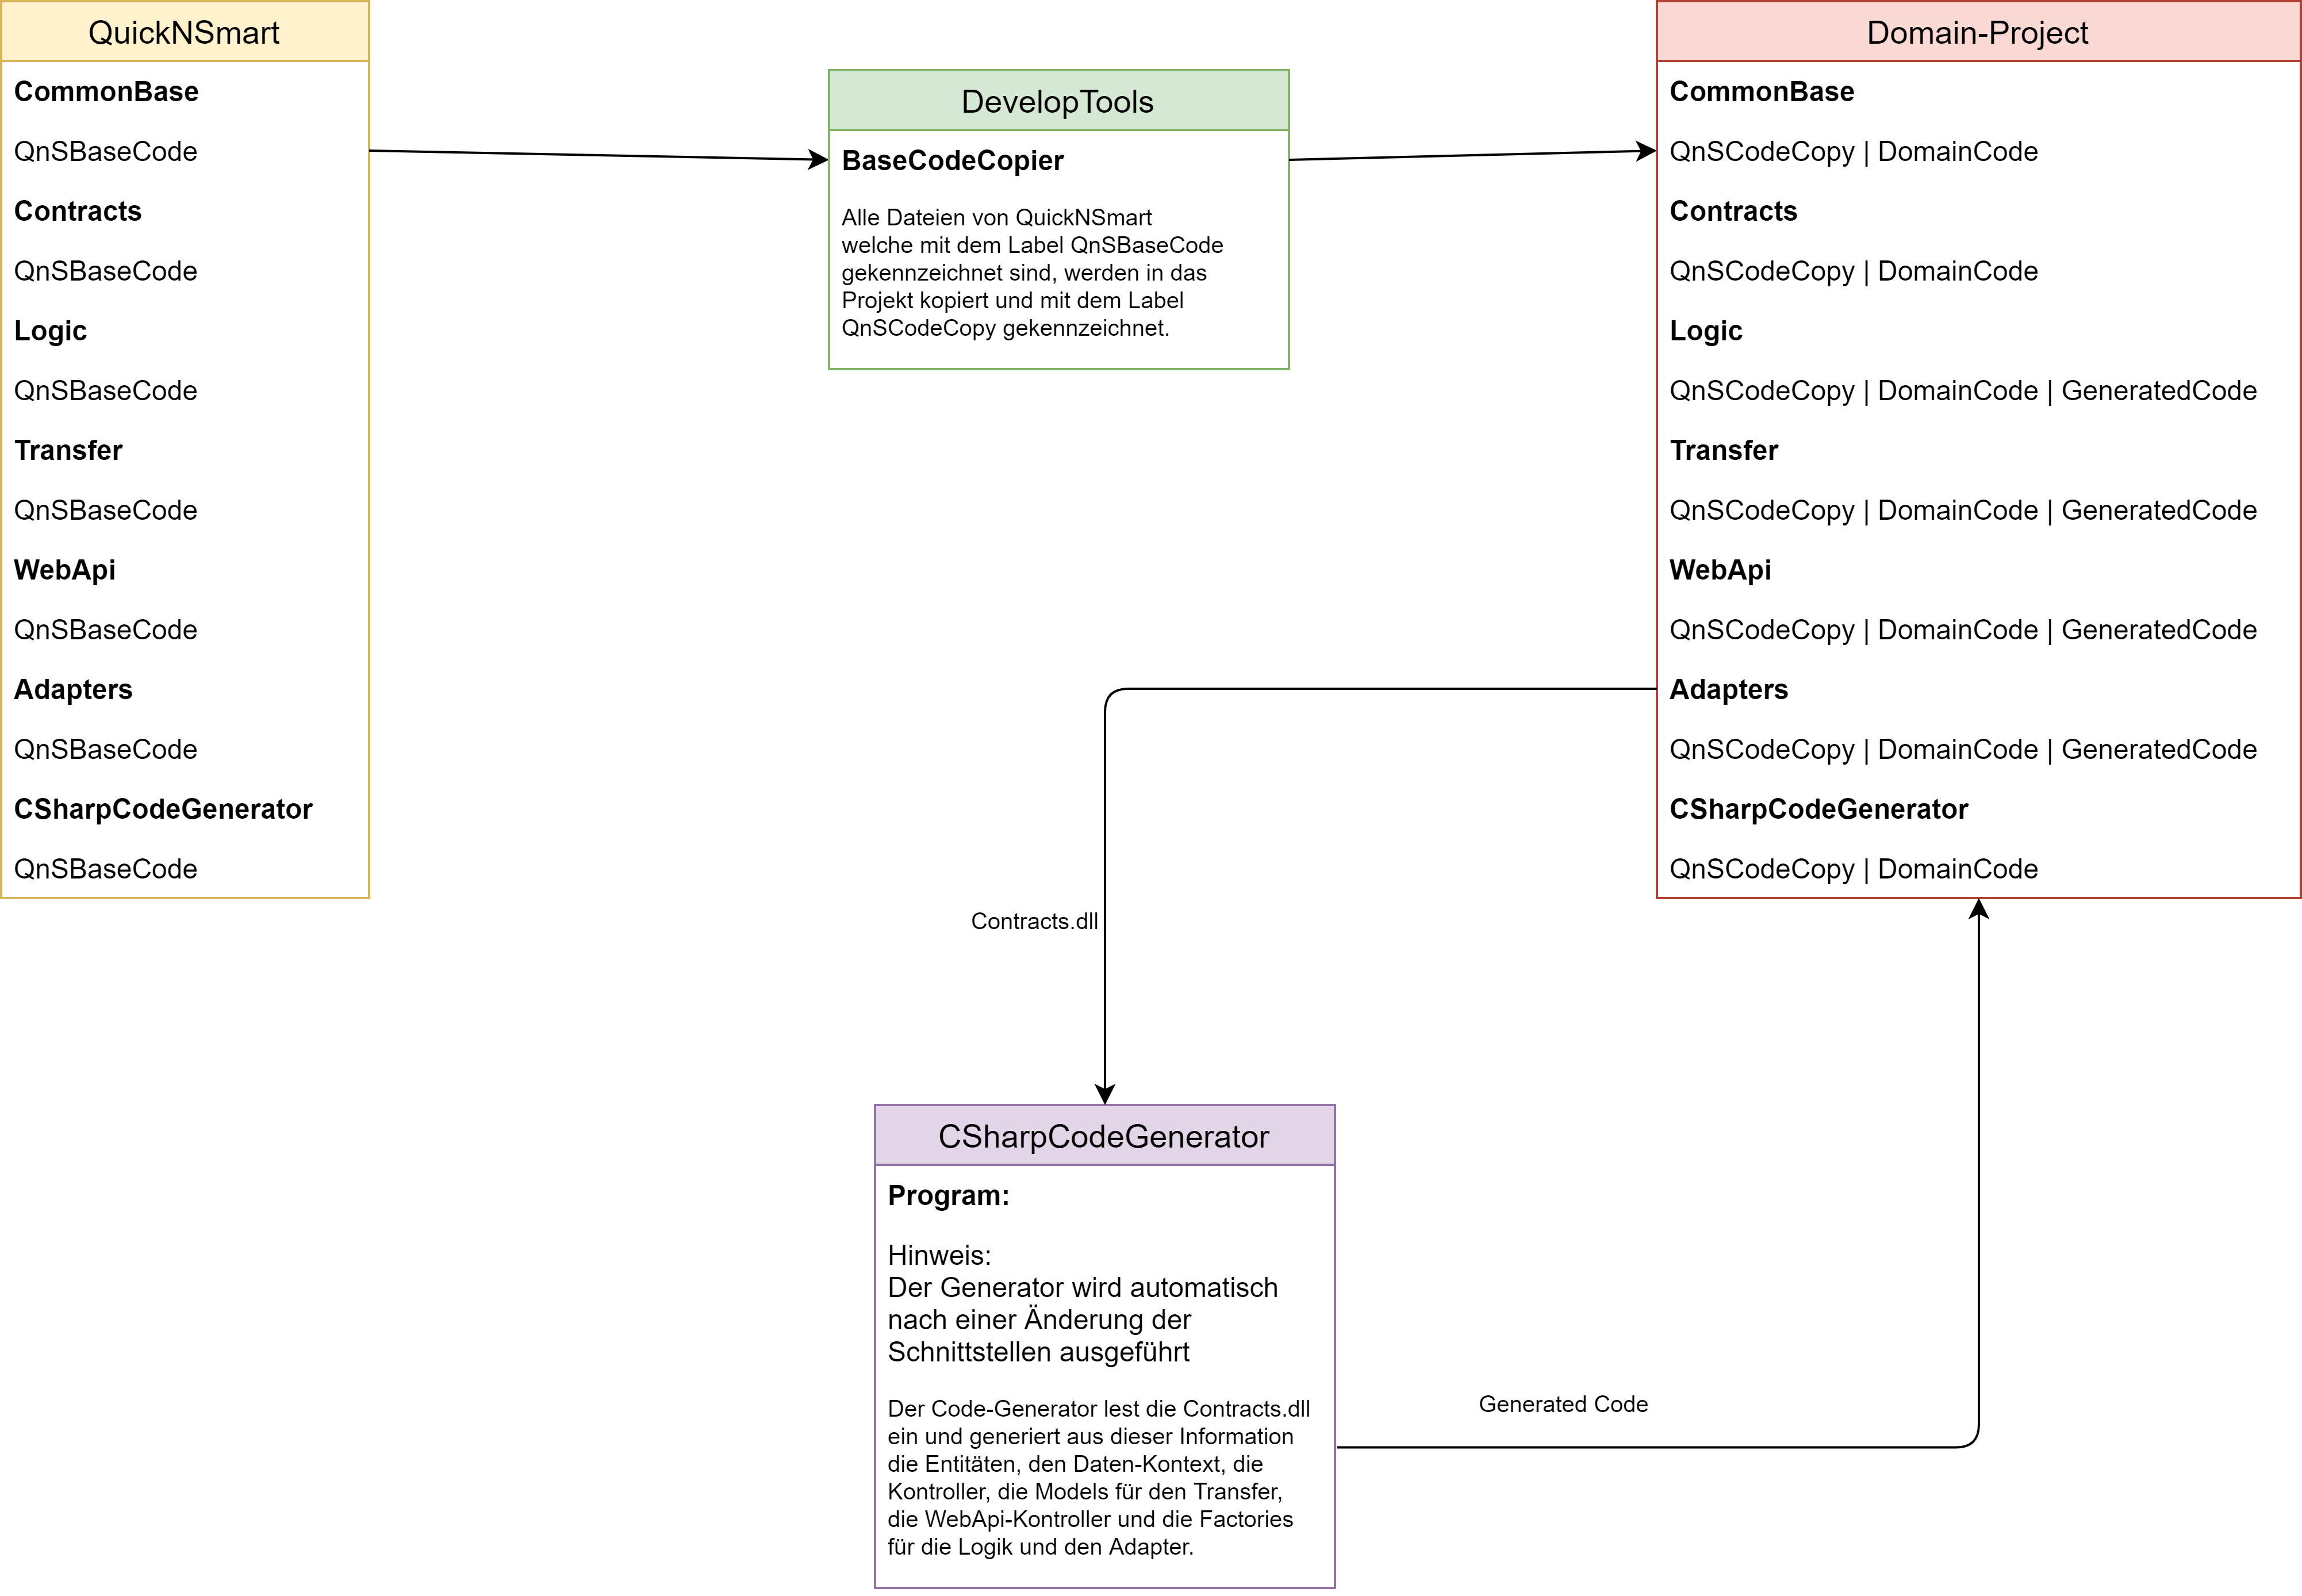 QuickNSmart
CommonBase
QnSBaseCode
Contracts
QnSBaseCode
Logic
QnSBaseCode
Transfer
QnSBaseCode
WebApi
QnSBaseCode
Adapters
QnSBaseCode
CSharpCodeGenerator
QnSBaseCode
DevelopTools
BaseCodeCopier
Alle Dateien von QuickNSmart
welche mit dem Label QnSBaseCode
gekennzeichnet sind, werden in das
Projekt kopiert und mit dem Label
QnSCodeCopy gekennzeichnet.
Domain-Project
CommonBase
QnSCodeCopy | DomainCode
Contracts
QnSCodeCopy | DomainCode
Logic
QnSCodeCopy | DomainCode | GeneratedCode
Transfer
QnSCodeCopy | DomainCode | GeneratedCode
WebApi
QnSCodeCopy | DomainCode | GeneratedCode
Adapters
QnSCodeCopy | DomainCode | GeneratedCode
CSharpCodeGenerator
QnSCodeCopy | DomainCode
Contracts.dll
CSharpCodeGenerator
Program:
Hinweis:
Der Generator wird automatisch
nach einer Änderung der
Schnittstellen ausgeführt
Der Code-Generator lest die Contracts.dll
ein und generiert aus dieser Information
die Entitäten, den Daten-Kontext, die
Kontroller, die Models für den Transfer,
die WebApi-Kontroller und die Factories
für die Logik und den Adapter.
Generated Code